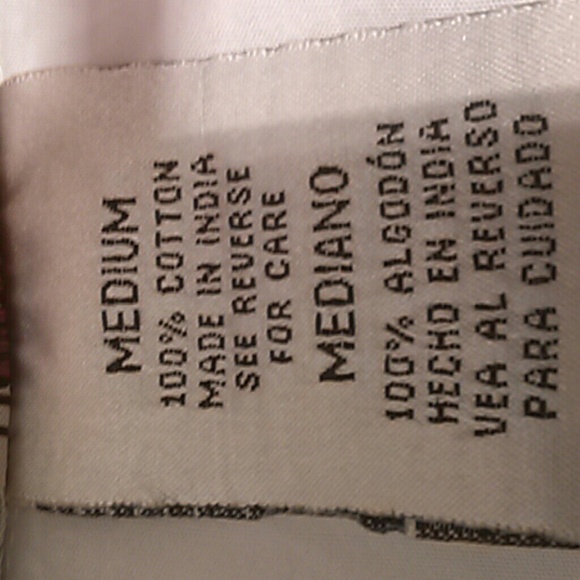 MEDIUM
100% COTTON
MADE IN INDIA
SEE REVERSE
FOR CARE
MEDIANO
100% ALGODÓN
HECHO EN INDIA
VEA AL REVERSO
PARA CUIDADO